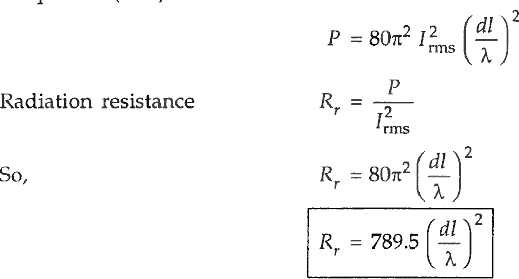 P = 80π² I²rms (dl/λ)²
Radiation resistance Rr = P/I²rms
So, Rr = 80π² (dl/λ)²
Rr = 789.5 (dl/λ)²